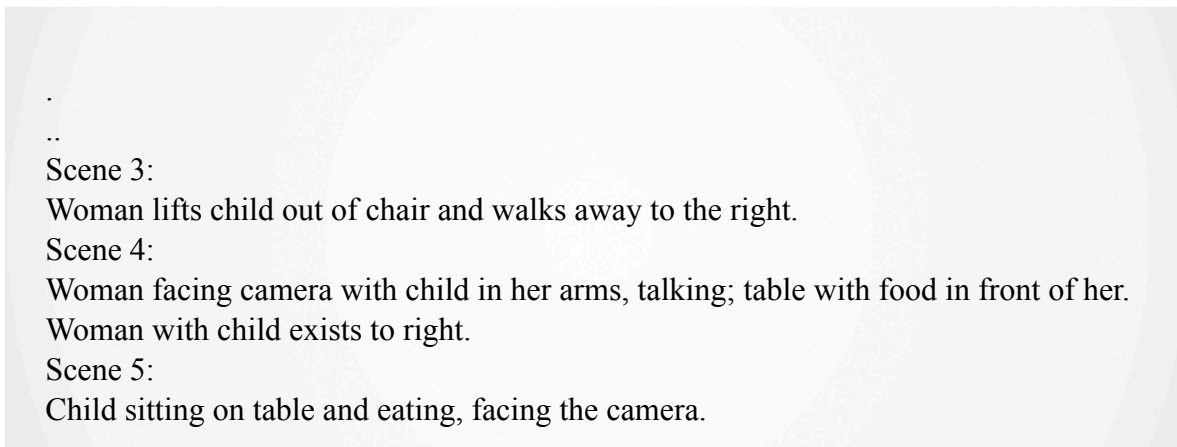 .
..
Scene 3:
Woman lifts child out of chair and walks away to the right.
Scene 4:
Woman facing camera with child in her arms, talking; table with food in front of her.
Woman with child exists to right.
Scene 5:
Child sitting on table and eating, facing the camera.